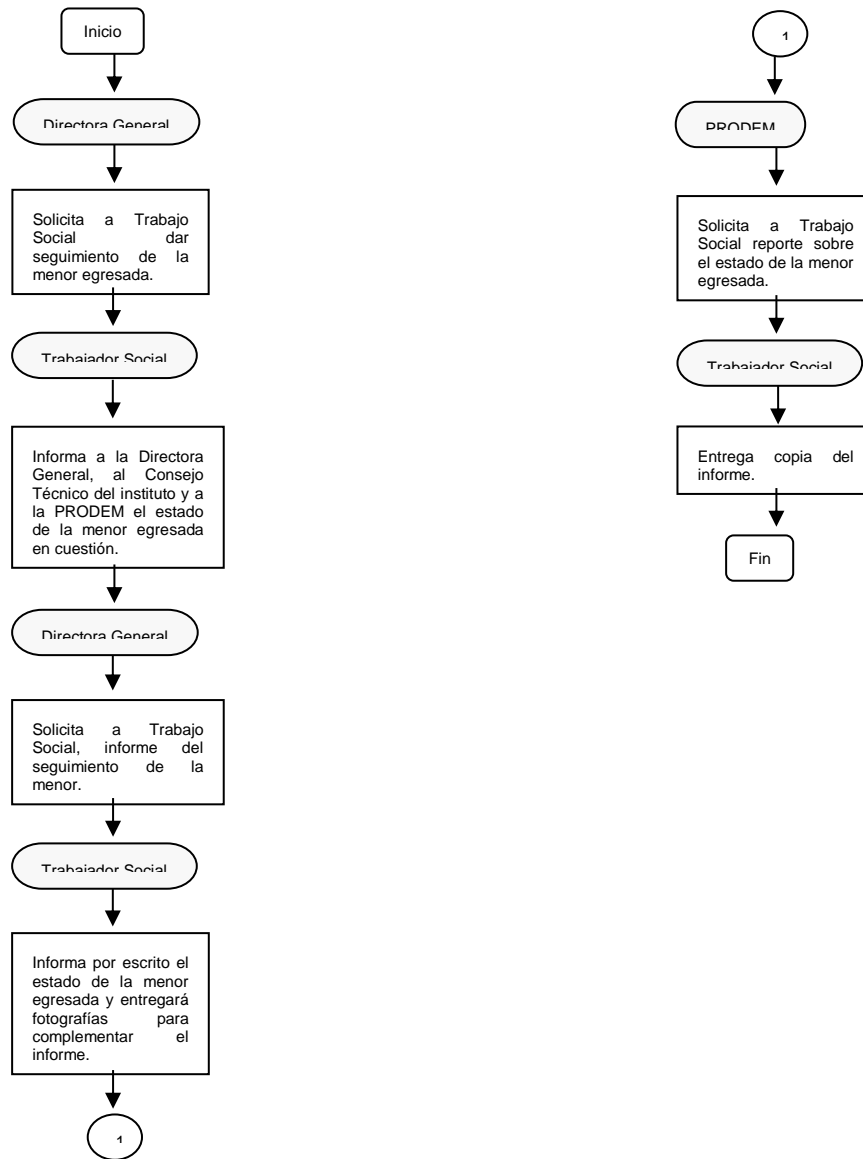 Inicio
Directora General
Solicita a Trabajo
Social dar
seguimiento de la
menor egresada.
Trabajador Social
Informa a la Directora
General, al Consejo
Técnico del instituto y a
la PRODEM el estado
de la menor egresada
en cuestión.
Directora General
Solicita a Trabajo
Social, informe del
seguimiento de la
menor.
Trabajador Social
Informa por escrito el
estado de la menor
egresada y entregará
fotografías para
complementar el
informe.
1
1
PRODEM
Solicita a Trabajo
Social reporte sobre
el estado de la menor
egresada.
Trabajador Social
Entrega copia del
informe.
Fin